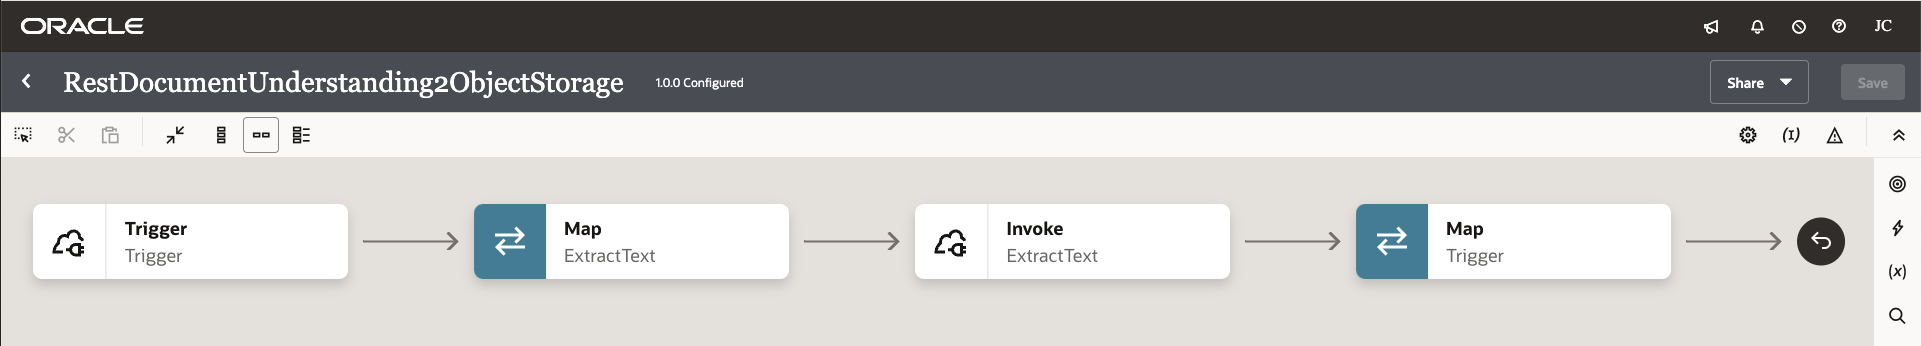 ORACLE
JC
RestDocumentUnderstanding2ObjectStorage
1.0.0 Configured
Share
Save
(I)
Trigger
Trigger
Map
ExtractText
Invoke
ExtractText
Map
Trigger
(x)